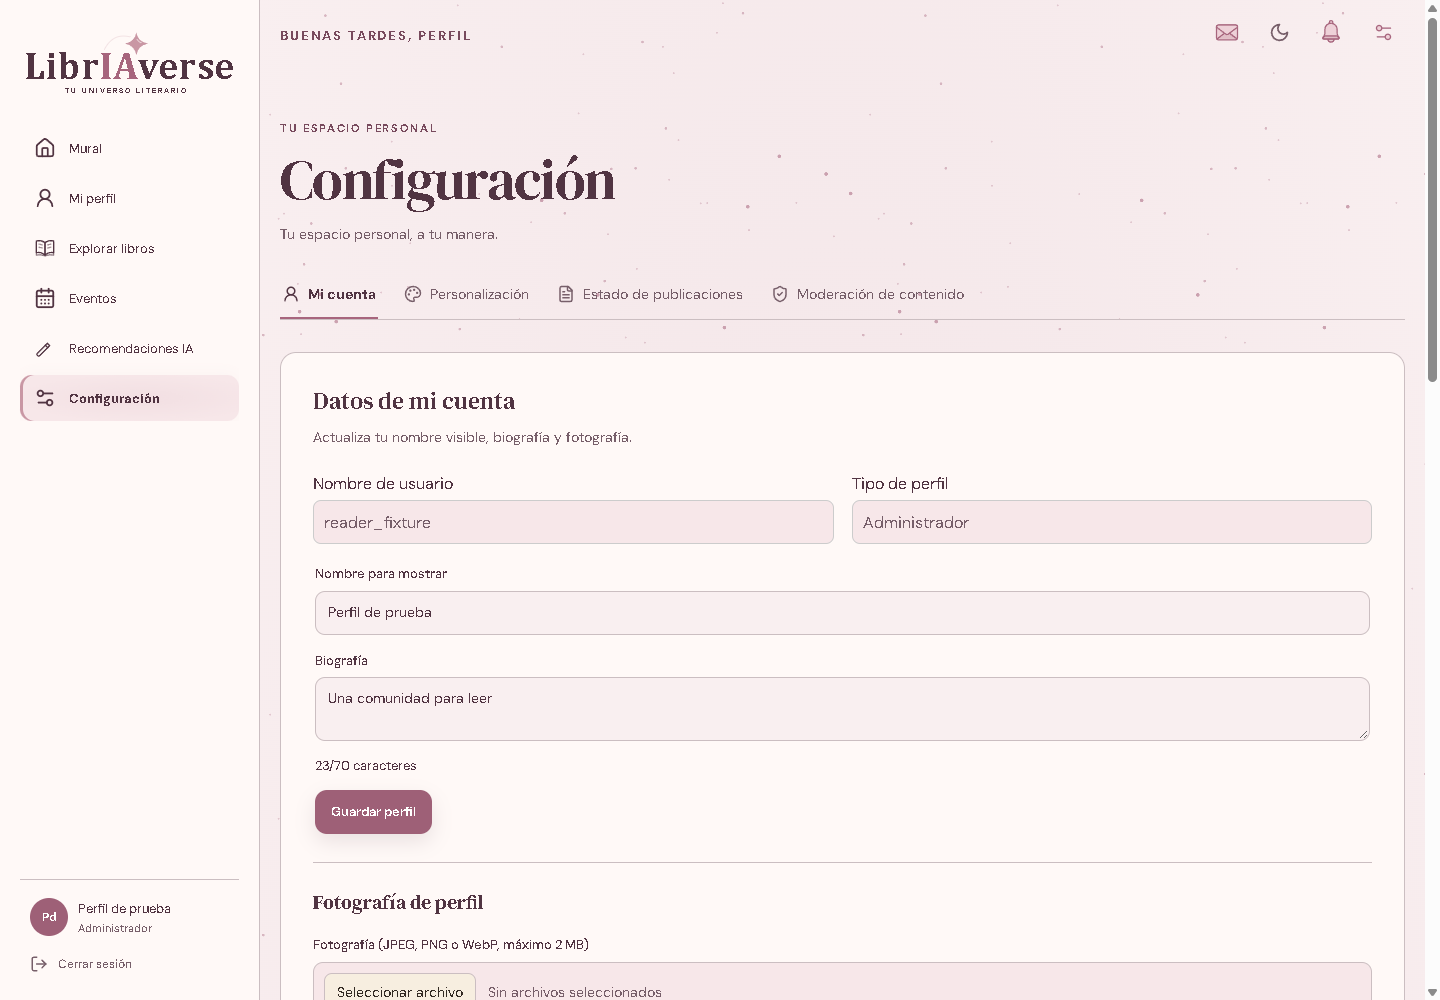 LibrIAverse
TU UNIVERSO LITERARIO
Mural
Mi perfil
Explorar libros
Eventos
Recomendaciones IA
Configuración
Pd
Perfil de prueba
Administrador
Cerrar sesión
BUENAS TARDES, PERFIL
TU ESPACIO PERSONAL
Configuración
Tu espacio personal, a tu manera.
Mi cuenta
Personalización
Estado de publicaciones
Moderación de contenido
Datos de mi cuenta
Actualiza tu nombre visible, biografía y fotografía.
Nombre de usuario
Tipo de perfil
reader_fixture
Administrador
Nombre para mostrar
Perfil de prueba
Biografía
Una comunidad para leer
23/70 caracteres
Guardar perfil
Fotografía de perfil
Fotografía (JPEG, PNG o WebP, máximo 2 MB)
Seleccionar archivo
Sin archivos seleccionados